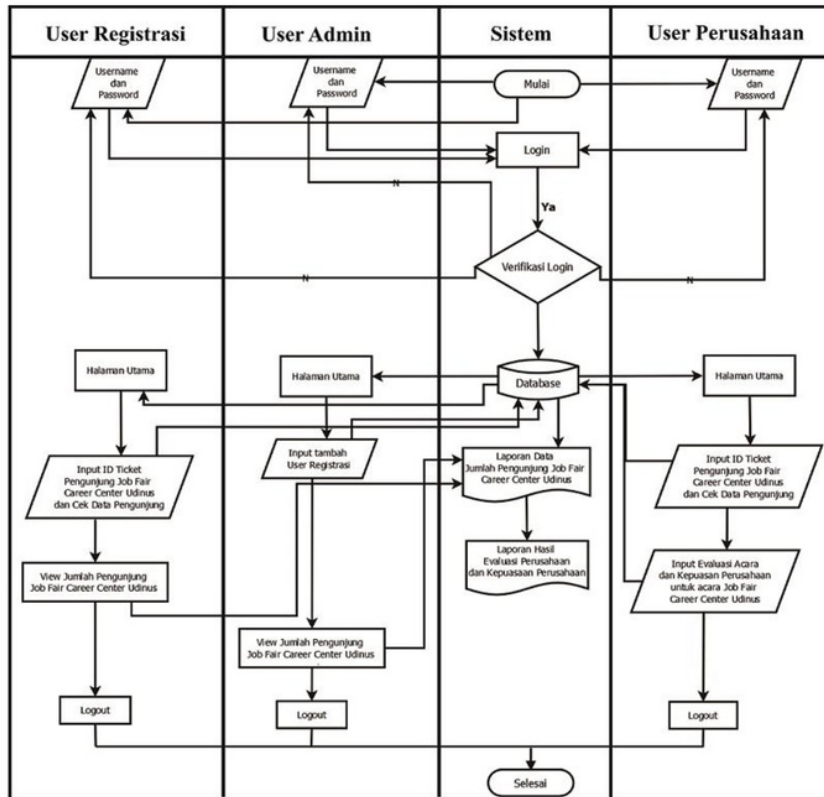 User Registrasi
User Admin
Sistem
User Perusahaan
Username
dan
Password
Username
dan
Password
Mulai
Username
dan
Password
Login
Ya
N
Verifikasi Login
N
N
Halaman Utama
Halaman Utama
Database
Halaman Utama
Input ID Ticket
Pengunjung Job Fair
Career Center Udinus
dan Cek Data Pengunjung
Input tambah
User Registrasi
Laporan Data
Jumlah Pengunjung Job Fair
Career Center Udinus
Input ID Ticket
Pengunjung Job Fair
Career Center Udinus
dan Cek Data Pengunjung
View Jumlah Pengunjung
Job Fair Career Center Udinus
Laporan Hasil
Evaluasi Perusahaan
dan Kepuasaan Perusahaan
Input Evaluasi Acara
dan Kepuasan Perusahaan
untuk acara Job Fair
Career Center Udinus
View Jumlah Pengunjung
Job Fair Career Center Udinus
Logout
Logout
Logout
Selesai